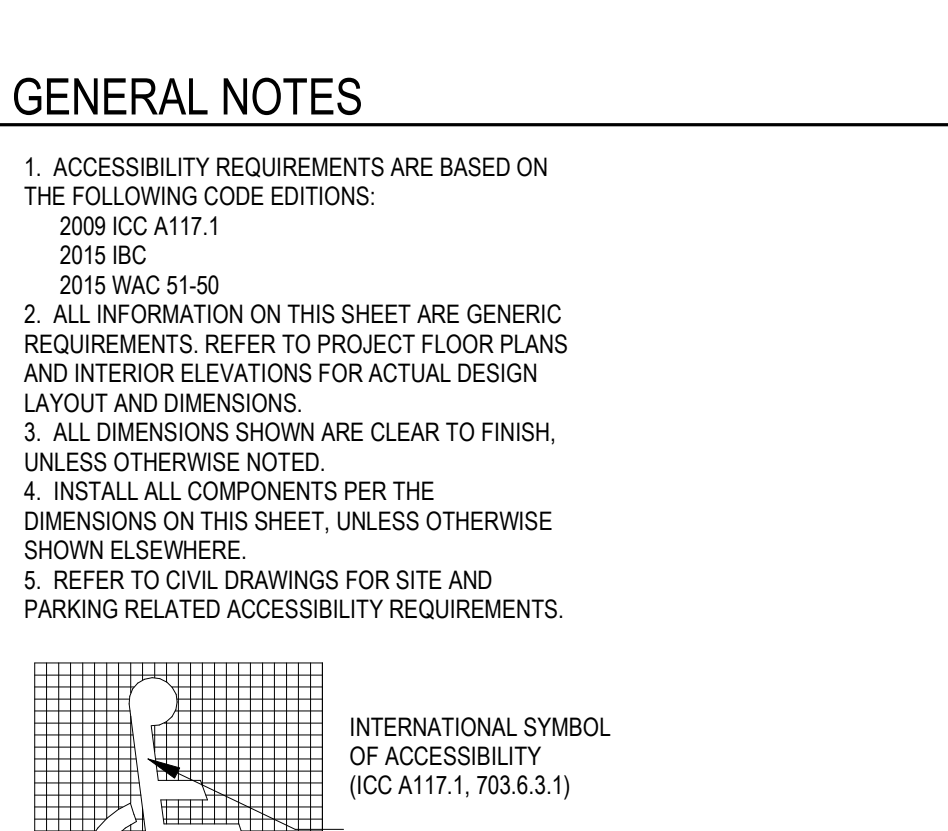 GENERAL NOTES
1. ACCESSIBILITY REQUIREMENTS ARE BASED ON
THE FOLLOWING CODE EDITIONS:
2009 ICC A117.1
2015 IBC
2015 WAC 51-50
2. ALL INFORMATION ON THIS SHEET ARE GENERIC
REQUIREMENTS. REFER TO PROJECT FLOOR PLANS
AND INTERIOR ELEVATIONS FOR ACTUAL DESIGN
LAYOUT AND DIMENSIONS.
3. ALL DIMENSIONS SHOWN ARE CLEAR TO FINISH,
UNLESS OTHERWISE NOTED.
4. INSTALL ALL COMPONENTS PER THE
DIMENSIONS ON THIS SHEET, UNLESS OTHERWISE
SHOWN ELSEWHERE.
5. REFER TO CIVIL DRAWINGS FOR SITE AND
PARKING RELATED ACCESSIBILITY REQUIREMENTS.
INTERNATIONAL SYMBOL
OF ACCESSIBILITY
(ICC A117.1, 703.6.3.1)